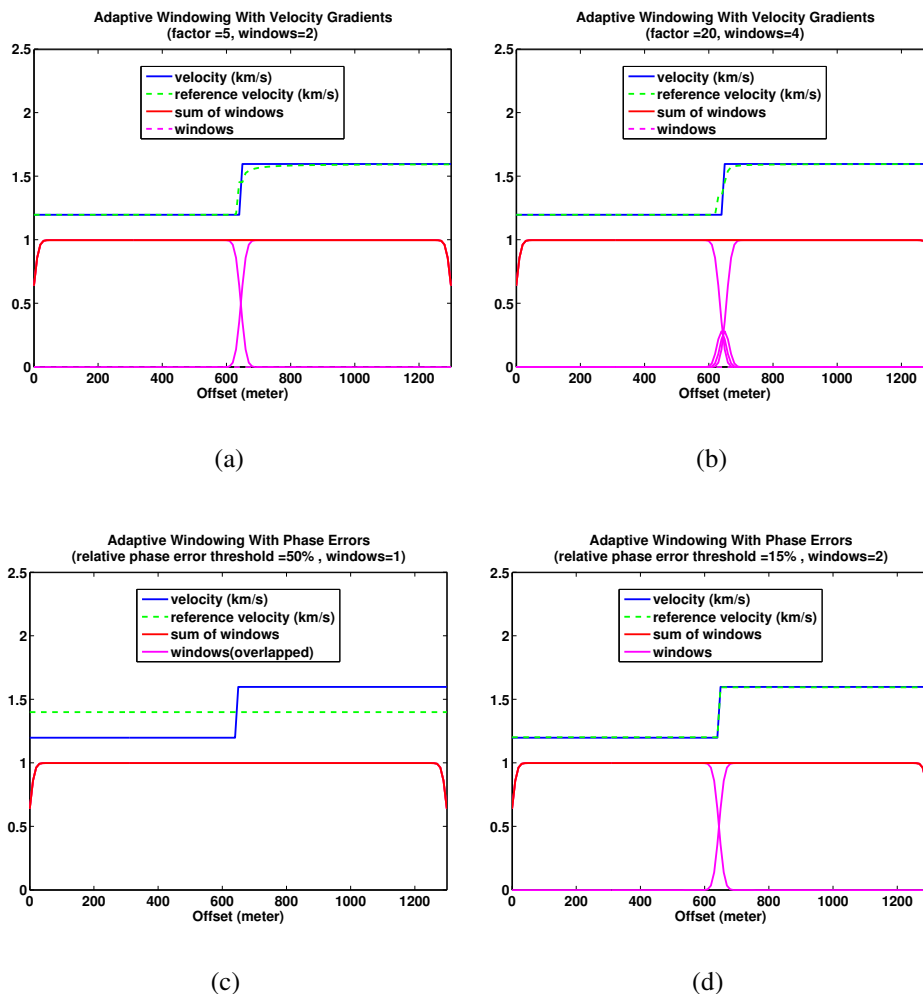 Adaptive Windowing With Velocity Gradients
(factor =5, windows=2)
2.5
2
1.5
1
0.5
0
velocity (km/s)
reference velocity (km/s)
sum of windows
windows
0 200 400 600 800 1000 1200
Offset (meter)
(a)
Adaptive Windowing With Velocity Gradients
(factor =20, windows=4)
2.5
2
1.5
1
0.5
0
velocity (km/s)
reference velocity (km/s)
sum of windows
windows
0 200 400 600 800 1000 1200
Offset (meter)
(b)
Adaptive Windowing With Phase Errors
(relative phase error threshold =50% , windows=1)
2.5
2
1.5
1
0.5
0
velocity (km/s)
reference velocity (km/s)
sum of windows
windows(overlapped)
0 200 400 600 800 1000 1200
Offset (meter)
(c)
Adaptive Windowing With Phase Errors
(relative phase error threshold =15% , windows=2)
2.5
2
1.5
1
0.5
0
velocity (km/s)
reference velocity (km/s)
sum of windows
windows
0 200 400 600 800 1000 1200
Offset (meter)
(d)